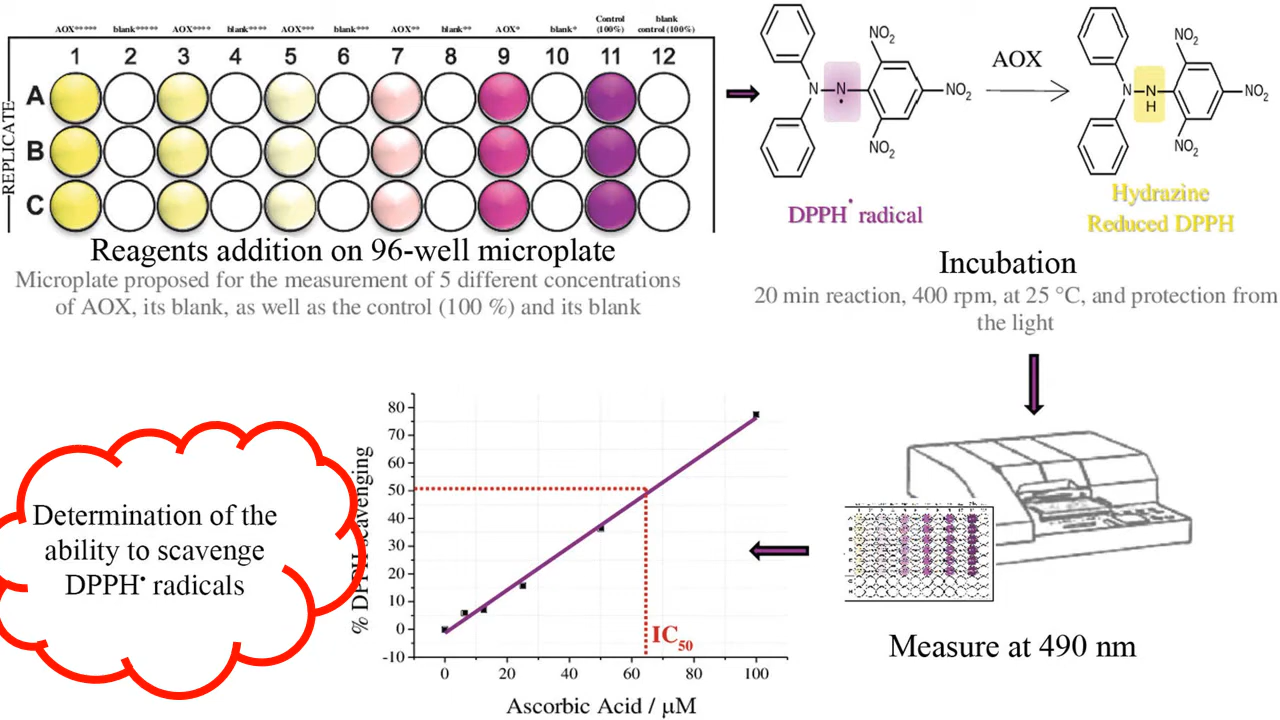 AOX***** blank***** AOX**** blank**** AOX*** blank*** AOX** blank** AOX* blank* Control (100%) blank control (100%)
1 2 3 4 5 6 7 8 9 10 11 12
REPLICATE
A
B
C
Reagents addition on 96-well microplate
Microplate proposed for the measurement of 5 different concentrations
of AOX, its blank, as well as the control (100 %) and its blank
NO₂
N N
•
NO₂
NO₂
DPPH• radical
AOX
NO₂
N N
H
NO₂
NO₂
Hydrazine
Reduced DPPH
Incubation
20 min reaction, 400 rpm, at 25 °C, and protection from
the light
Measure at 490 nm
% DPPH scavenging
80
70
60
50
40
30
20
10
0
-10
IC₅₀
0 20 40 60 80 100
Ascorbic Acid / μM
Determination of the
ability to scavenge
DPPH• radicals